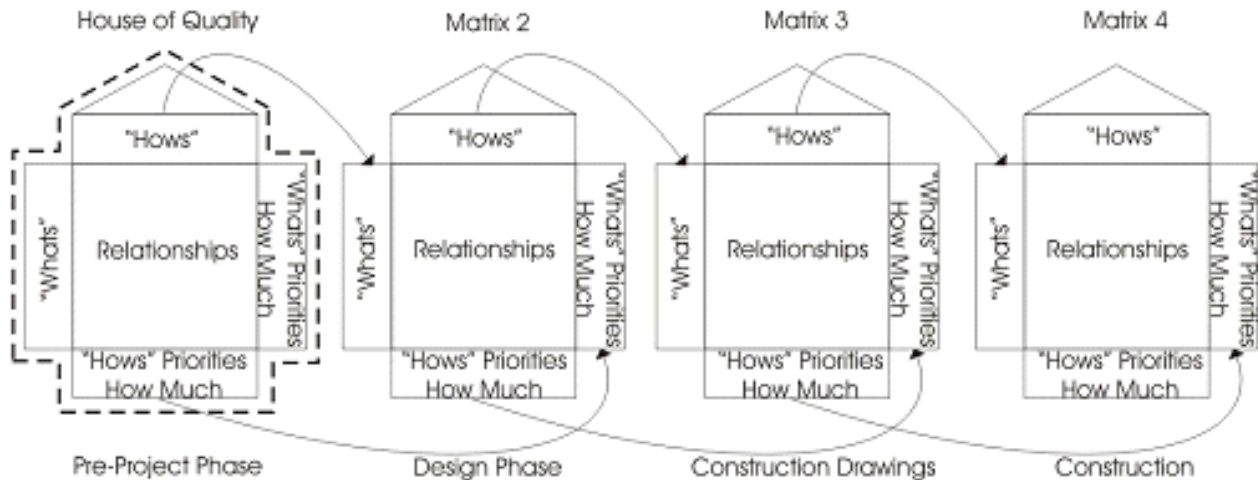 House of Quality
Matrix 2
Matrix 3
Matrix 4
"Hows"
"Hows"
"Hows"
"Hows"
"Whats"
Relationships
"Whats" Priorities
How Much
"Whats"
Relationships
"Whats" Priorities
How Much
"Whats"
Relationships
"Whats" Priorities
How Much
"Whats"
Relationships
"Whats" Priorities
How Much
"Hows" Priorities
How Much
"Hows" Priorities
How Much
"Hows" Priorities
How Much
"Hows" Priorities
How Much
Pre-Project Phase
Design Phase
Construction Drawings
Construction